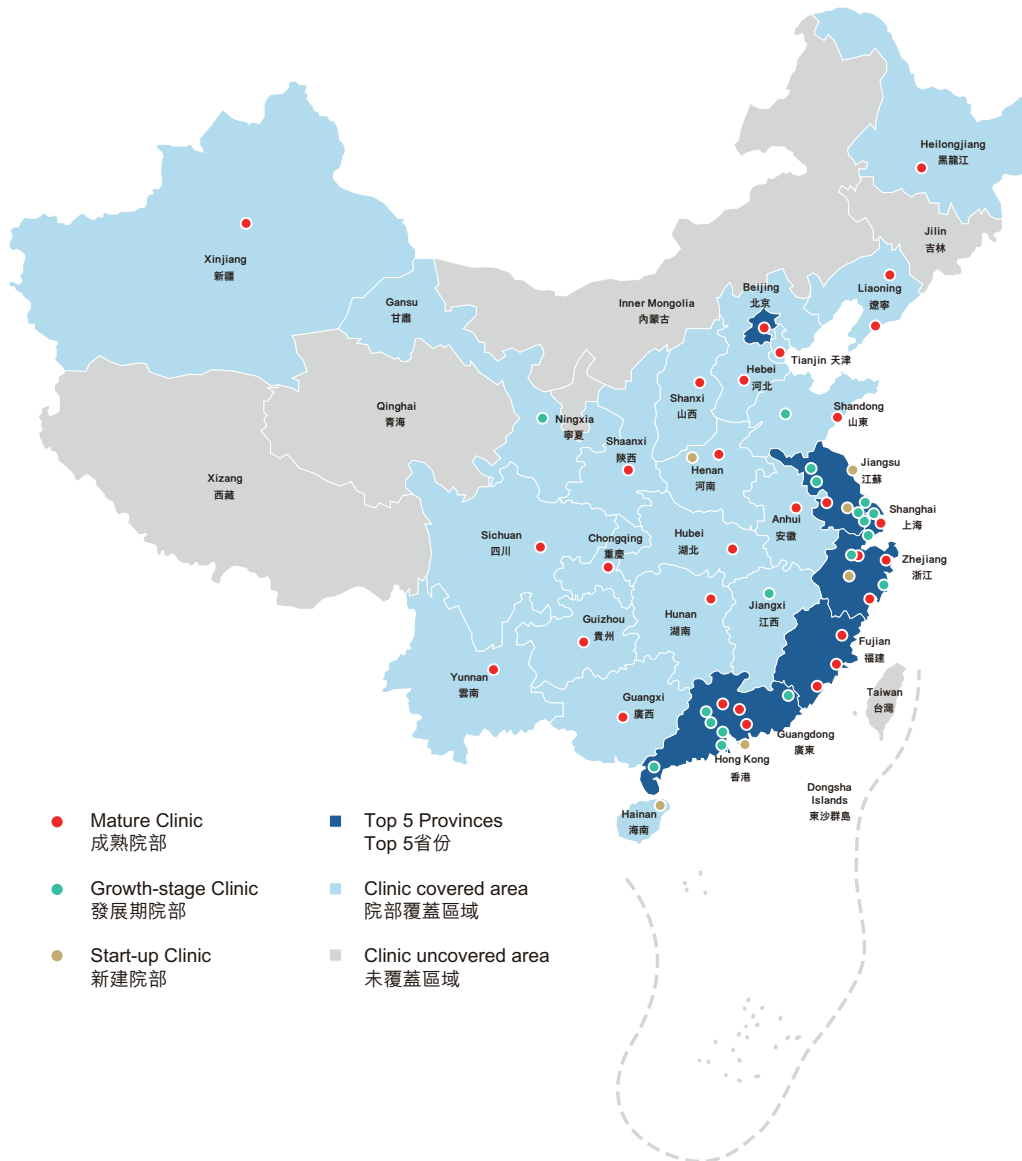 Heilongjiang
黑龍江
Jilin
吉林
Xinjiang
新疆
Liaoning
遼寧
Beijing
北京
Gansu
甘肅
Inner Mongolia
內蒙古
Tianjin 天津
Hebei
河北
Shanxi
山西
Qinghai
青海
Ningxia
寧夏
Shandong
山東
Shaanxi
陝西
Henan
河南
Jiangsu
江蘇
Xizang
西藏
Anhui
安徽
Shanghai
上海
Sichuan
四川
Chongqing
重慶
Hubei
湖北
Zhejiang
浙江
Guizhou
貴州
Hunan
湖南
Jiangxi
江西
Fujian
福建
Yunnan
雲南
Guangxi
廣西
Taiwan
台灣
Guangdong
廣東
Hong Kong
香港
Dongsha
Islands
東沙群島
Hainan
海南
Mature Clinic
成熟院部
Growth-stage Clinic
發展期院部
Start-up Clinic
新建院部
Top 5 Provinces
Top 5省份
Clinic covered area
院部覆蓋區域
Clinic uncovered area
未覆蓋區域